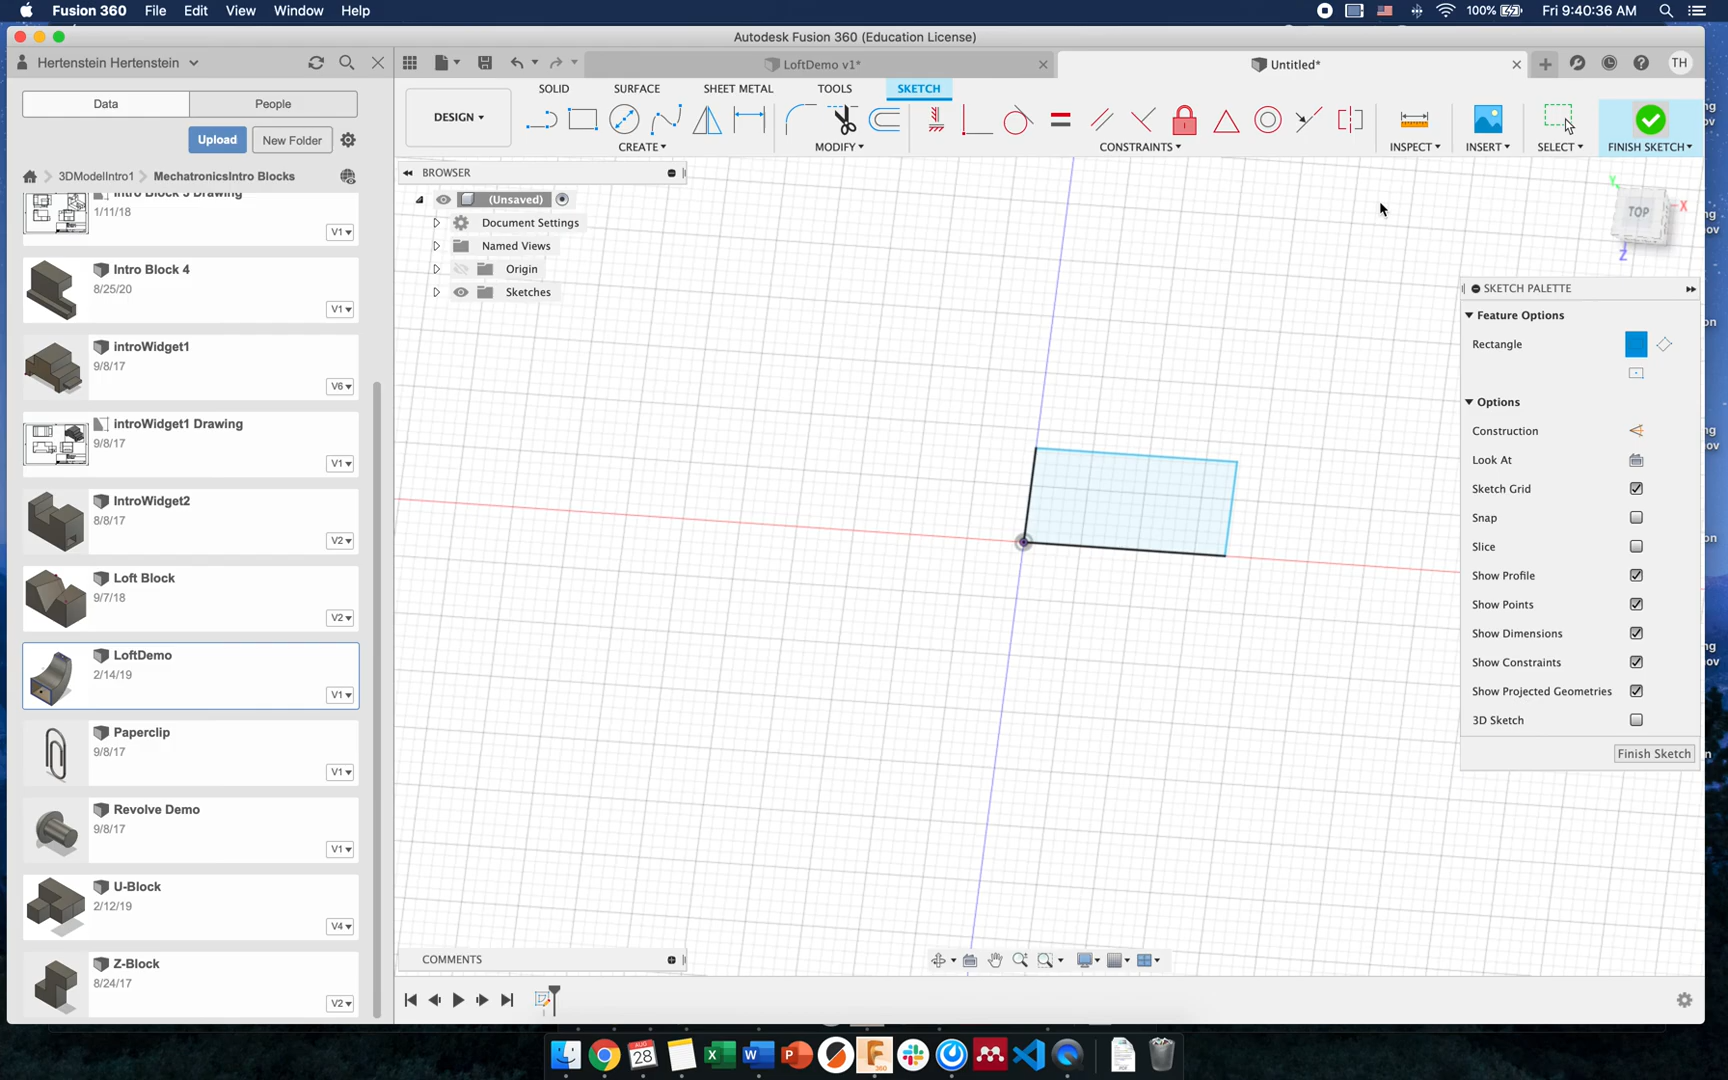 Fusion 360 File Edit View Window Help
100% Fri 9:40:36 AM
Autodesk Fusion 360 (Education License)
Hertenstein Hertenstein
LoftDemo v1*
Untitled*
TH
Data People
Upload New Folder
3DModelIntro1 MechatronicsIntro Blocks
SOLID SURFACE SHEET METAL TOOLS SKETCH
DESIGN
CREATE MODIFY CONSTRAINTS INSPECT INSERT SELECT FINISH SKETCH
BROWSER
(Unsaved)
Document Settings
Named Views
Origin
Sketches
Intro Block 3 Drawing
1/11/18
V1
Intro Block 4
8/25/20
V1
introWidget1
9/8/17
V6
introWidget1 Drawing
9/8/17
V1
IntroWidget2
8/8/17
V2
Loft Block
9/7/18
V2
LoftDemo
2/14/19
V1
Paperclip
9/8/17
V1
Revolve Demo
9/8/17
V1
U-Block
2/12/19
V4
Z-Block
8/24/17
V2
TOP
X
Y
Z
SKETCH PALETTE
Feature Options
Rectangle
Options
Construction
Look At
Sketch Grid
Snap
Slice
Show Profile
Show Points
Show Dimensions
Show Constraints
Show Projected Geometries
3D Sketch
Finish Sketch
COMMENTS
AUG
28
360